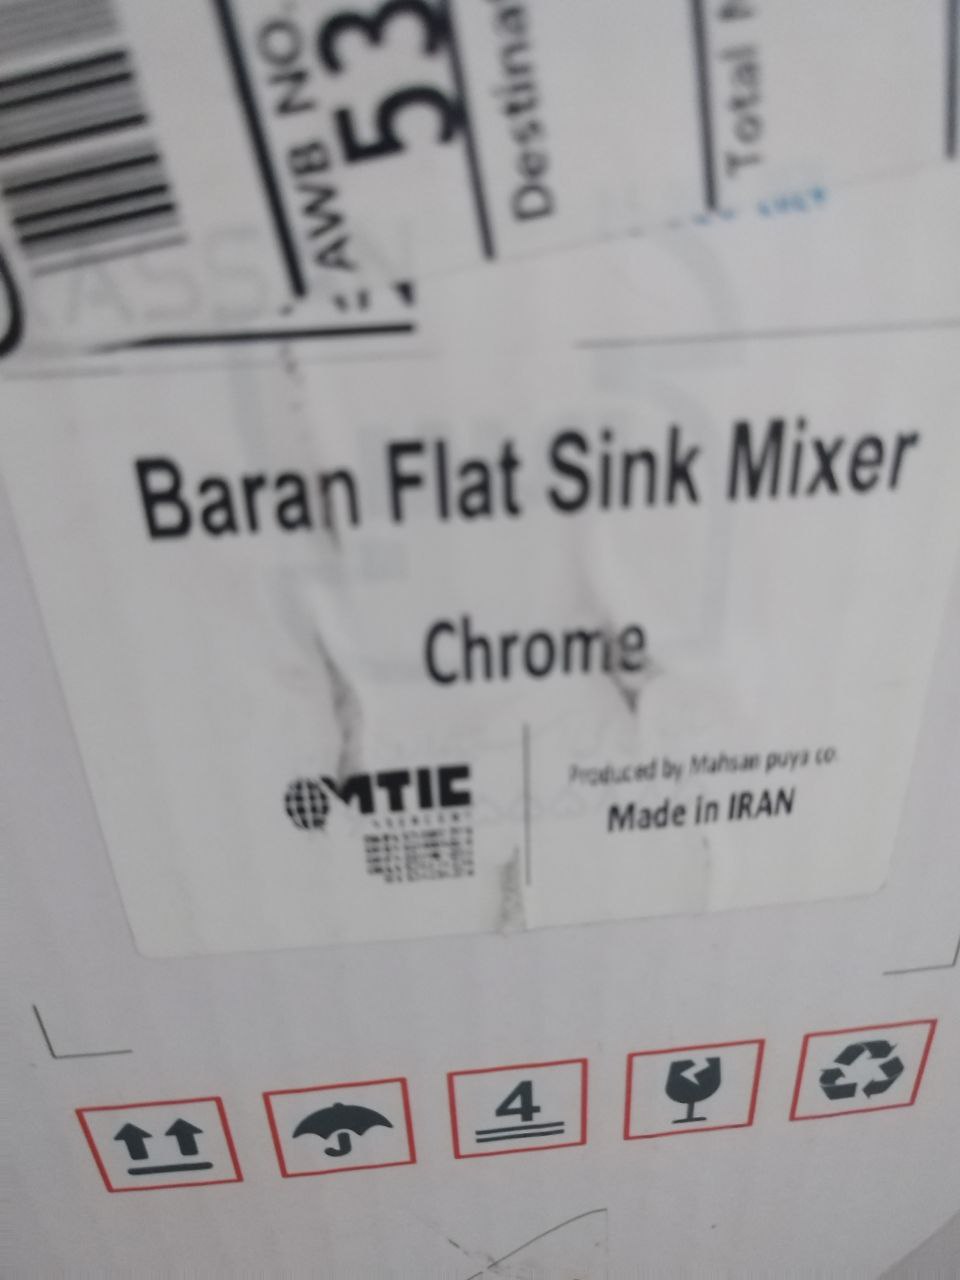 AWB NO.
53
Destina
Total
Baran Flat Sink Mixer
Chrome
MTIC
Produced by Mahsan puya co.
Made in IRAN
4